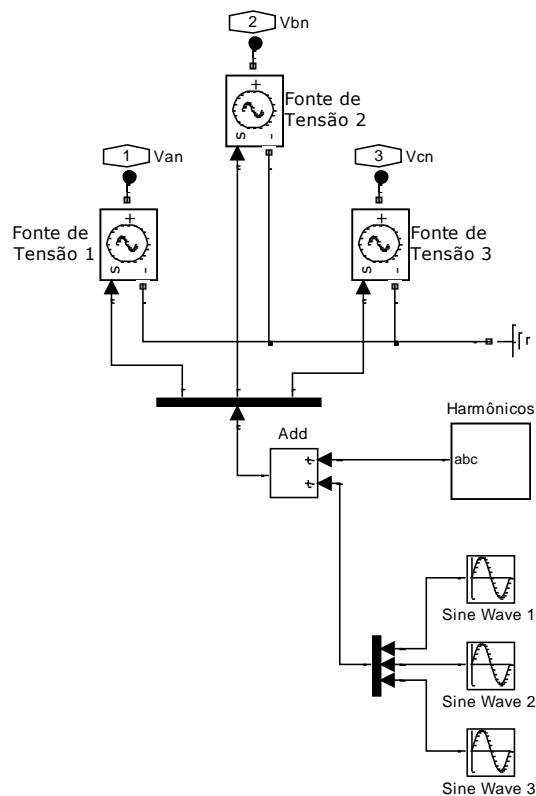 2 Vbn
+
Fonte de
Tensão 2
s -
1 Van
3 Vcn
+
Fonte de
Tensão 1
s -
+
Fonte de
Tensão 3
s -
Harmônicos
Add
abc
+
+
Sine Wave 1
Sine Wave 2
Sine Wave 3